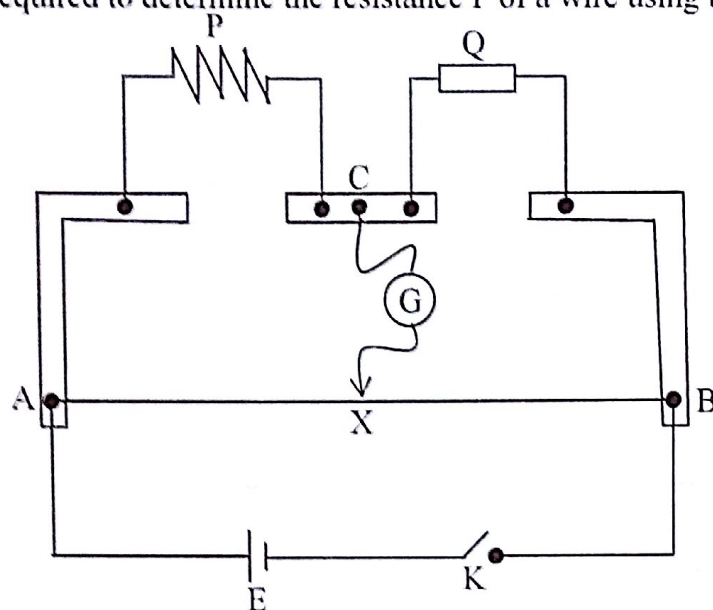 equired to determine the resistance P of a wire using t
P
Q
C
G
A
B
X
E
K